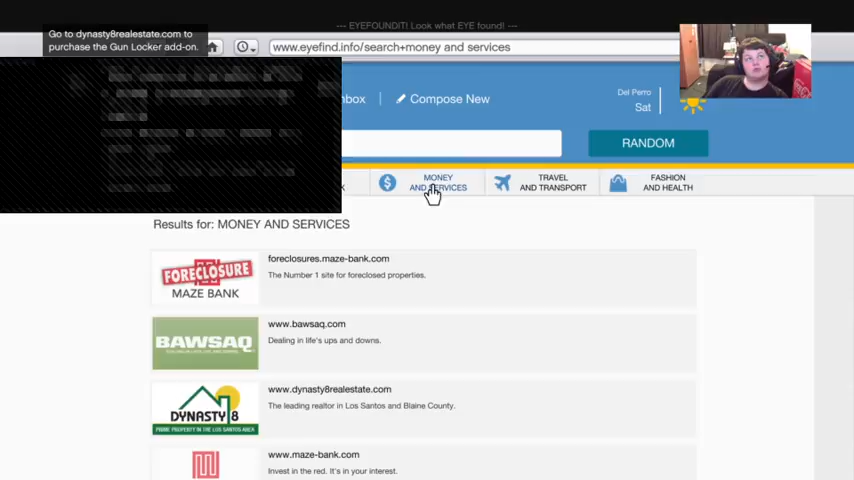 --- EYEFOUNDIT! Look what EYE found! ---
Go to dynasty8realestate.com to
purchase the Gun Locker add-on.
www.eyefind.info/search+money and services
Compose New
Del Perro
Sat
RANDOM
MONEY
AND SERVICES
TRAVEL
AND TRANSPORT
FASHION
AND HEALTH
Results for: MONEY AND SERVICES
FORECLOSURE
MAZE BANK
foreclosures.maze-bank.com
The Number 1 site for foreclosed properties.
BAWSAQ
www.bawsaq.com
Dealing in life's ups and downs.
DYNASTY 8
PRIME PROPERTY IN THE LOS SANTOS AREA
www.dynasty8realestate.com
The leading realtor in Los Santos and Blaine County.
www.maze-bank.com
Invest in the red. It's in your interest.